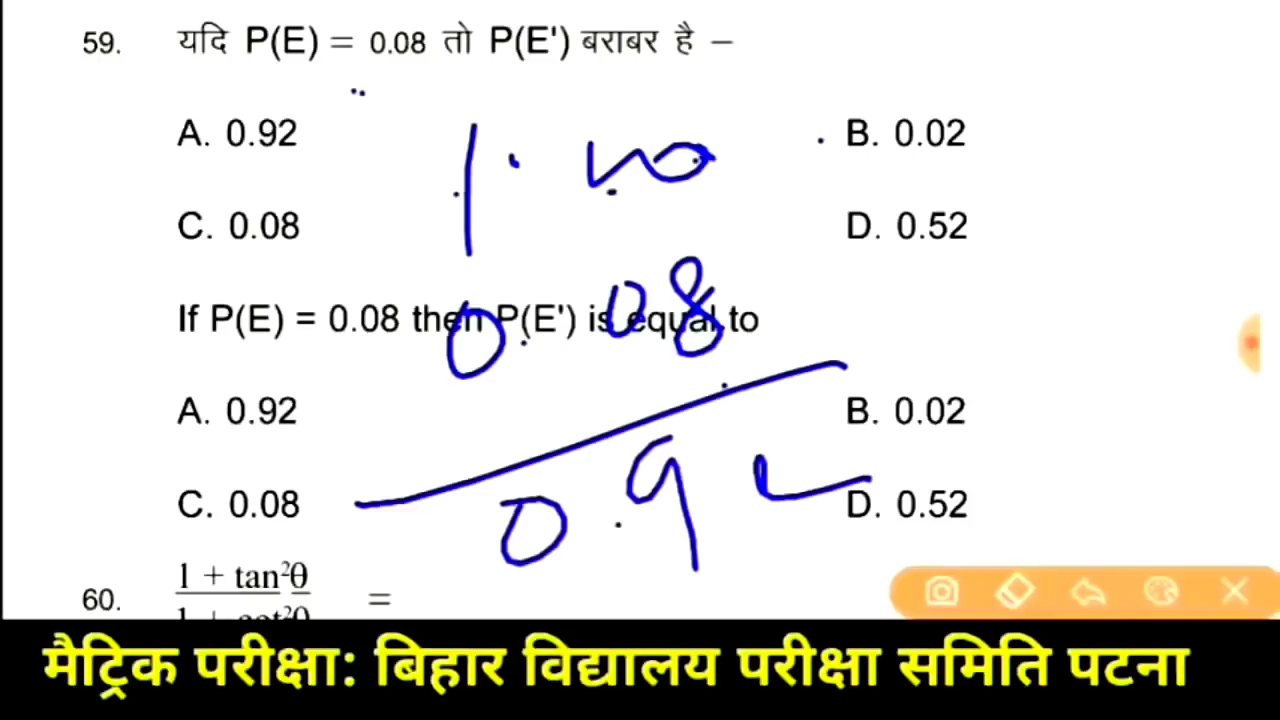 59. यदि P(E) = 0.08 तो P(E') बराबर है –
A. 0.92 B. 0.02
C. 0.08 D. 0.52
1.00
If P(E) = 0.08 then P(E') is equal to
0.08
A. 0.92 B. 0.02
C. 0.08 D. 0.52
0.92
60. 1 + tan²θ =
मैट्रिक परीक्षा: बिहार विद्यालय परीक्षा समिति पटना